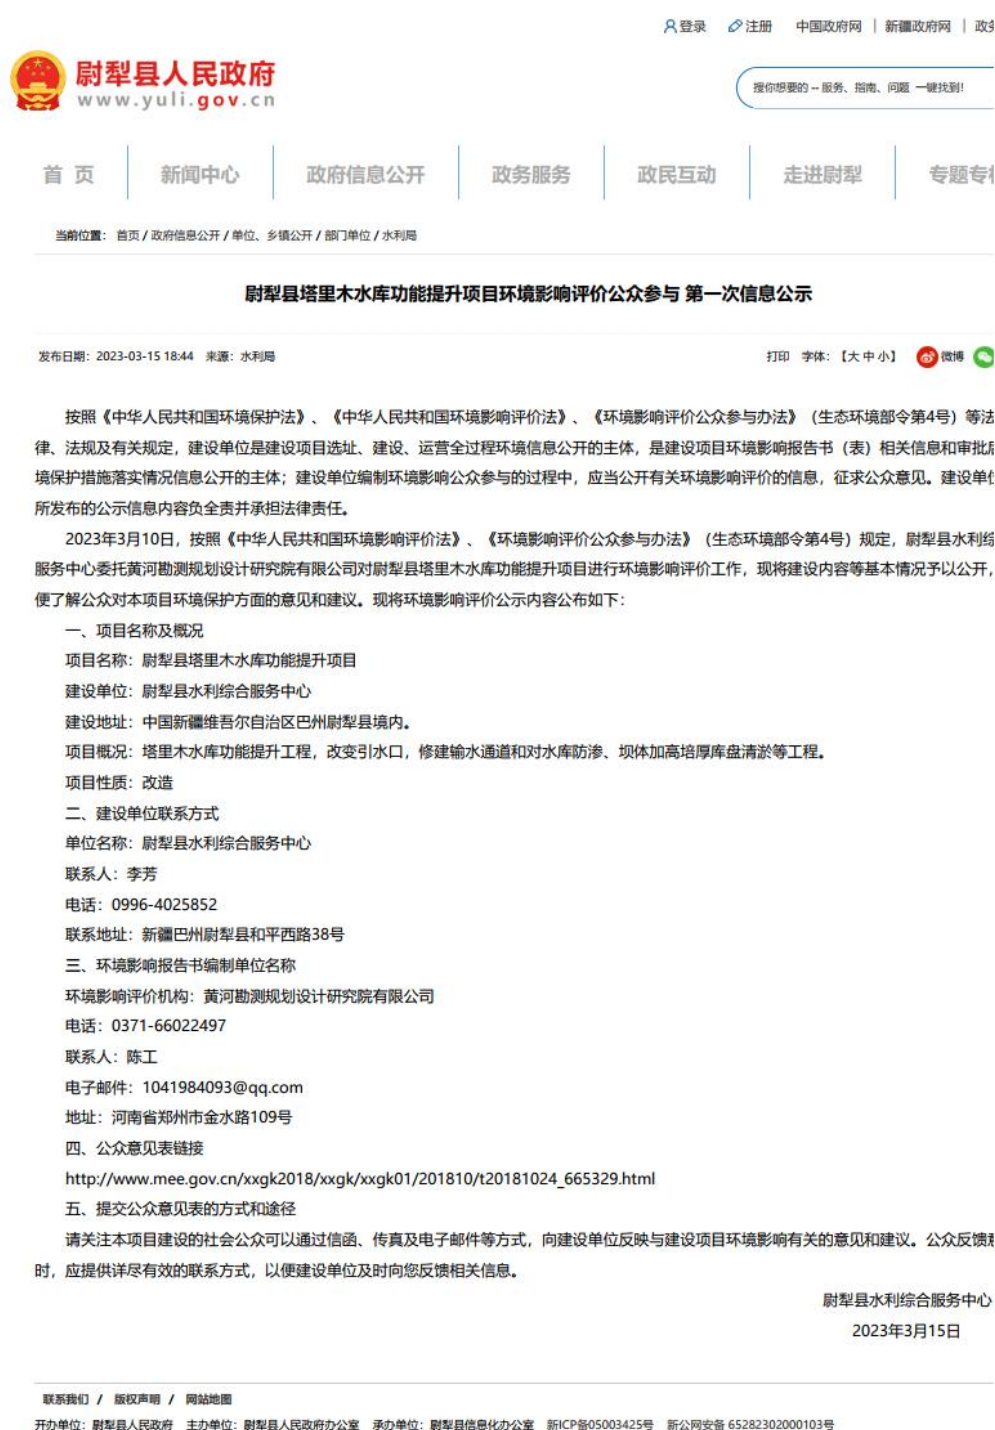 登录 注册 中国政府网 | 新疆政府网 | 政务
尉犁县人民政府
www.yuli.gov.cn
搜你想要的 -- 服务、指南、问题 一键找到!
首 页 新闻中心 政府信息公开 政务服务 政民互动 走进尉犁 专题专栏
当前位置： 首页 / 政府信息公开 / 单位、乡镇公开 / 部门单位 / 水利局
尉犁县塔里木水库功能提升项目环境影响评价公众参与 第一次信息公示
发布日期：2023-03-15 18:44 来源：水利局 打印 字体：【大 中 小】 微博
按照《中华人民共和国环境保护法》、《中华人民共和国环境影响评价法》、《环境影响评价公众参与办法》（生态环境部令第4号）等法
律、法规及有关规定，建设单位是建设项目选址、建设、运营全过程环境信息公开的主体，是建设项目环境影响报告书（表）相关信息和审批后
境保护措施落实情况信息公开的主体；建设单位编制环境影响公众参与的过程中，应当公开有关环境影响评价的信息，征求公众意见。建设单位
所发布的公示信息内容负全责并承担法律责任。
2023年3月10日，按照《中华人民共和国环境影响评价法》、《环境影响评价公众参与办法》（生态环境部令第4号）规定，尉犁县水利综
服务中心委托黄河勘测规划设计研究院有限公司对尉犁县塔里木水库功能提升项目进行环境影响评价工作，现将建设内容等基本情况予以公开，
便了解公众对本项目环境保护方面的意见和建议。现将环境影响评价公示内容公布如下：
一、项目名称及概况
项目名称：尉犁县塔里木水库功能提升项目
建设单位：尉犁县水利综合服务中心
建设地址：中国新疆维吾尔自治区巴州尉犁县境内。
项目概况：塔里木水库功能提升工程，改变引水口，修建输水通道和对水库防渗、坝体加高培厚库盘清淤等工程。
项目性质：改造
二、建设单位联系方式
单位名称：尉犁县水利综合服务中心
联系人：李芳
电话：0996-4025852
联系地址：新疆巴州尉犁县和平西路38号
三、环境影响报告书编制单位名称
环境影响评价机构：黄河勘测规划设计研究院有限公司
电话：0371-66022497
联系人：陈工
电子邮件：1041984093@qq.com
地址：河南省郑州市金水路109号
四、公众意见表链接
http://www.mee.gov.cn/xxgk2018/xxgk/xxgk01/201810/t20181024_665329.html
五、提交公众意见表的方式和途径
请关注本项目建设的社会公众可以通过信函、传真及电子邮件等方式，向建设单位反映与建设项目环境影响有关的意见和建议。公众反馈意
时，应提供详尽有效的联系方式，以便建设单位及时向您反馈相关信息。
尉犁县水利综合服务中心
2023年3月15日
联系我们 / 版权声明 / 网站地图
开办单位：尉犁县人民政府 主办单位：尉犁县人民政府办公室 承办单位：尉犁县信息化办公室 新ICP备05003425号 新公网安备 65282302000103号